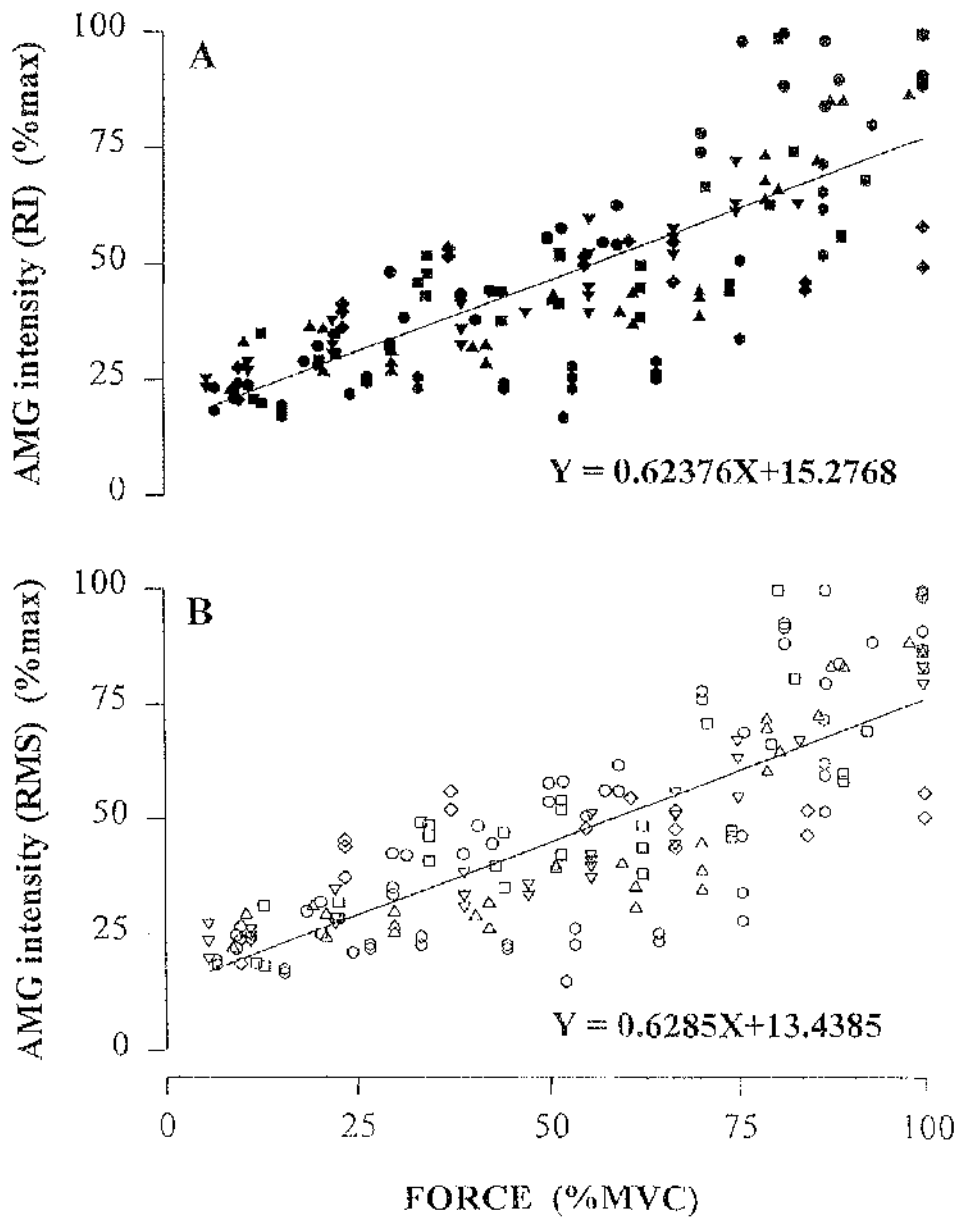 A
AMG intensity (RI) (%max)
100
75
50
25
0
Y = 0.62376X+15.2768
B
AMG intensity (RMS) (%max)
100
75
50
25
0
Y = 0.6285X+13.4385
0 25 50 75 100
FORCE (%MVC)